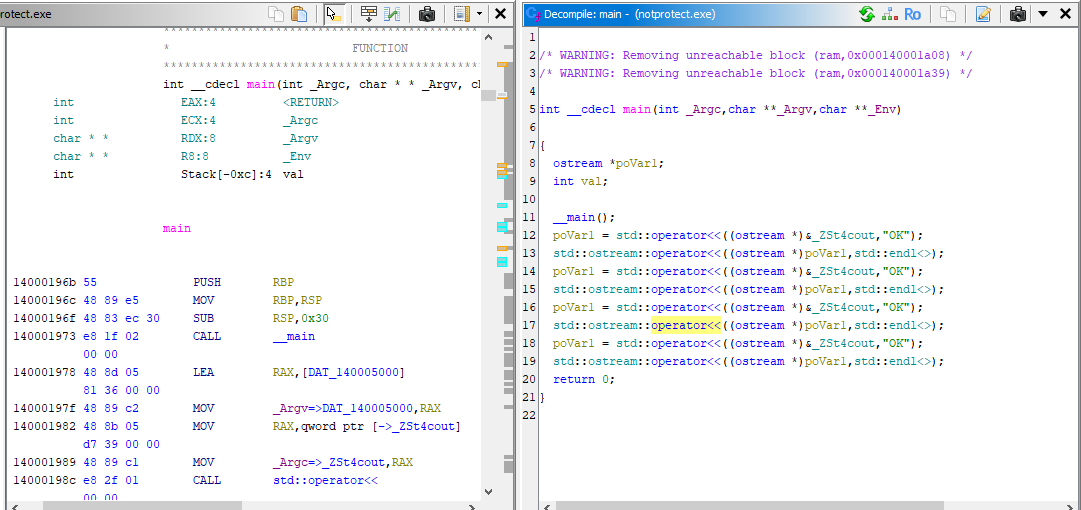 rotect.exe
*******************************************
* FUNCTION
*******************************************
int __cdecl main(int _Argc, char * * _Argv, ch
int EAX:4 <RETURN>
int ECX:4 _Argc
char * * RDX:8 _Argv
char * * R8:8 _Env
int Stack[-0xc]:4 val
main
14000196b 55 PUSH RBP
14000196c 48 89 e5 MOV RBP,RSP
14000196f 48 83 ec 30 SUB RSP,0x30
140001973 e8 1f 02 CALL __main
00 00
140001978 48 8d 05 LEA RAX,[DAT_140005000]
81 36 00 00
14000197f 48 89 c2 MOV _Argv=>DAT_140005000,RAX
140001982 48 8b 05 MOV RAX,qword ptr [->_ZSt4cout]
d7 39 00 00
140001989 48 89 c1 MOV _Argc=>_ZSt4cout,RAX
14000198c e8 2f 01 CALL std::operator<<
00 00
Decompile: main - (notprotect.exe)
Ro
1
2 /* WARNING: Removing unreachable block (ram,0x000140001a08) */
3 /* WARNING: Removing unreachable block (ram,0x000140001a39) */
4
5 int __cdecl main(int _Argc,char **_Argv,char **_Env)
6
7 {
8 ostream *poVar1;
9 int val;
10
11 __main();
12 poVar1 = std::operator<<((ostream *)&_ZSt4cout,"OK");
13 std::ostream::operator<<((ostream *)poVar1,std::endl<>);
14 poVar1 = std::operator<<((ostream *)&_ZSt4cout,"OK");
15 std::ostream::operator<<((ostream *)poVar1,std::endl<>);
16 poVar1 = std::operator<<((ostream *)&_ZSt4cout,"OK");
17 std::ostream::operator<<((ostream *)poVar1,std::endl<>);
18 poVar1 = std::operator<<((ostream *)&_ZSt4cout,"OK");
19 std::ostream::operator<<((ostream *)poVar1,std::endl<>);
20 return 0;
21 }
22